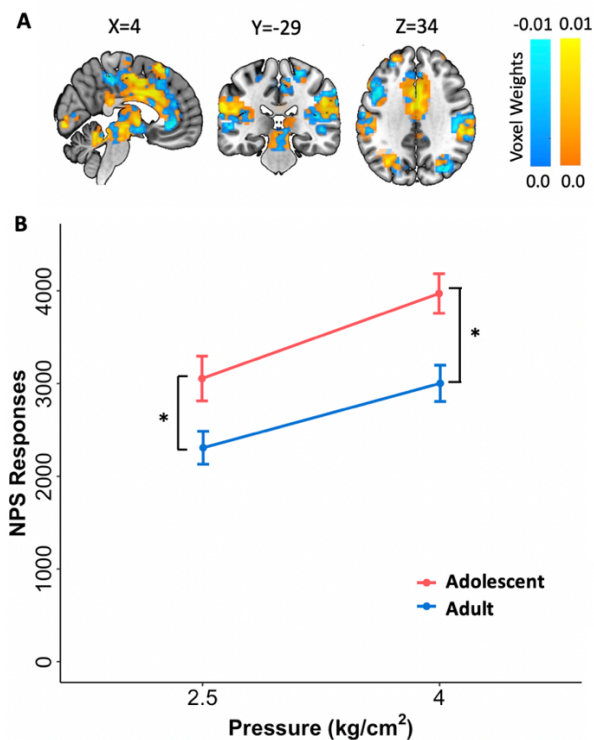 A
X=4
Y=-29
Z=34
-0.01 0.01
Voxel Weights
0.0 0.0
B
NPS Responses
4000
3000
2000
1000
0
*
*
Adolescent
Adult
2.5
4
Pressure (kg/cm²)